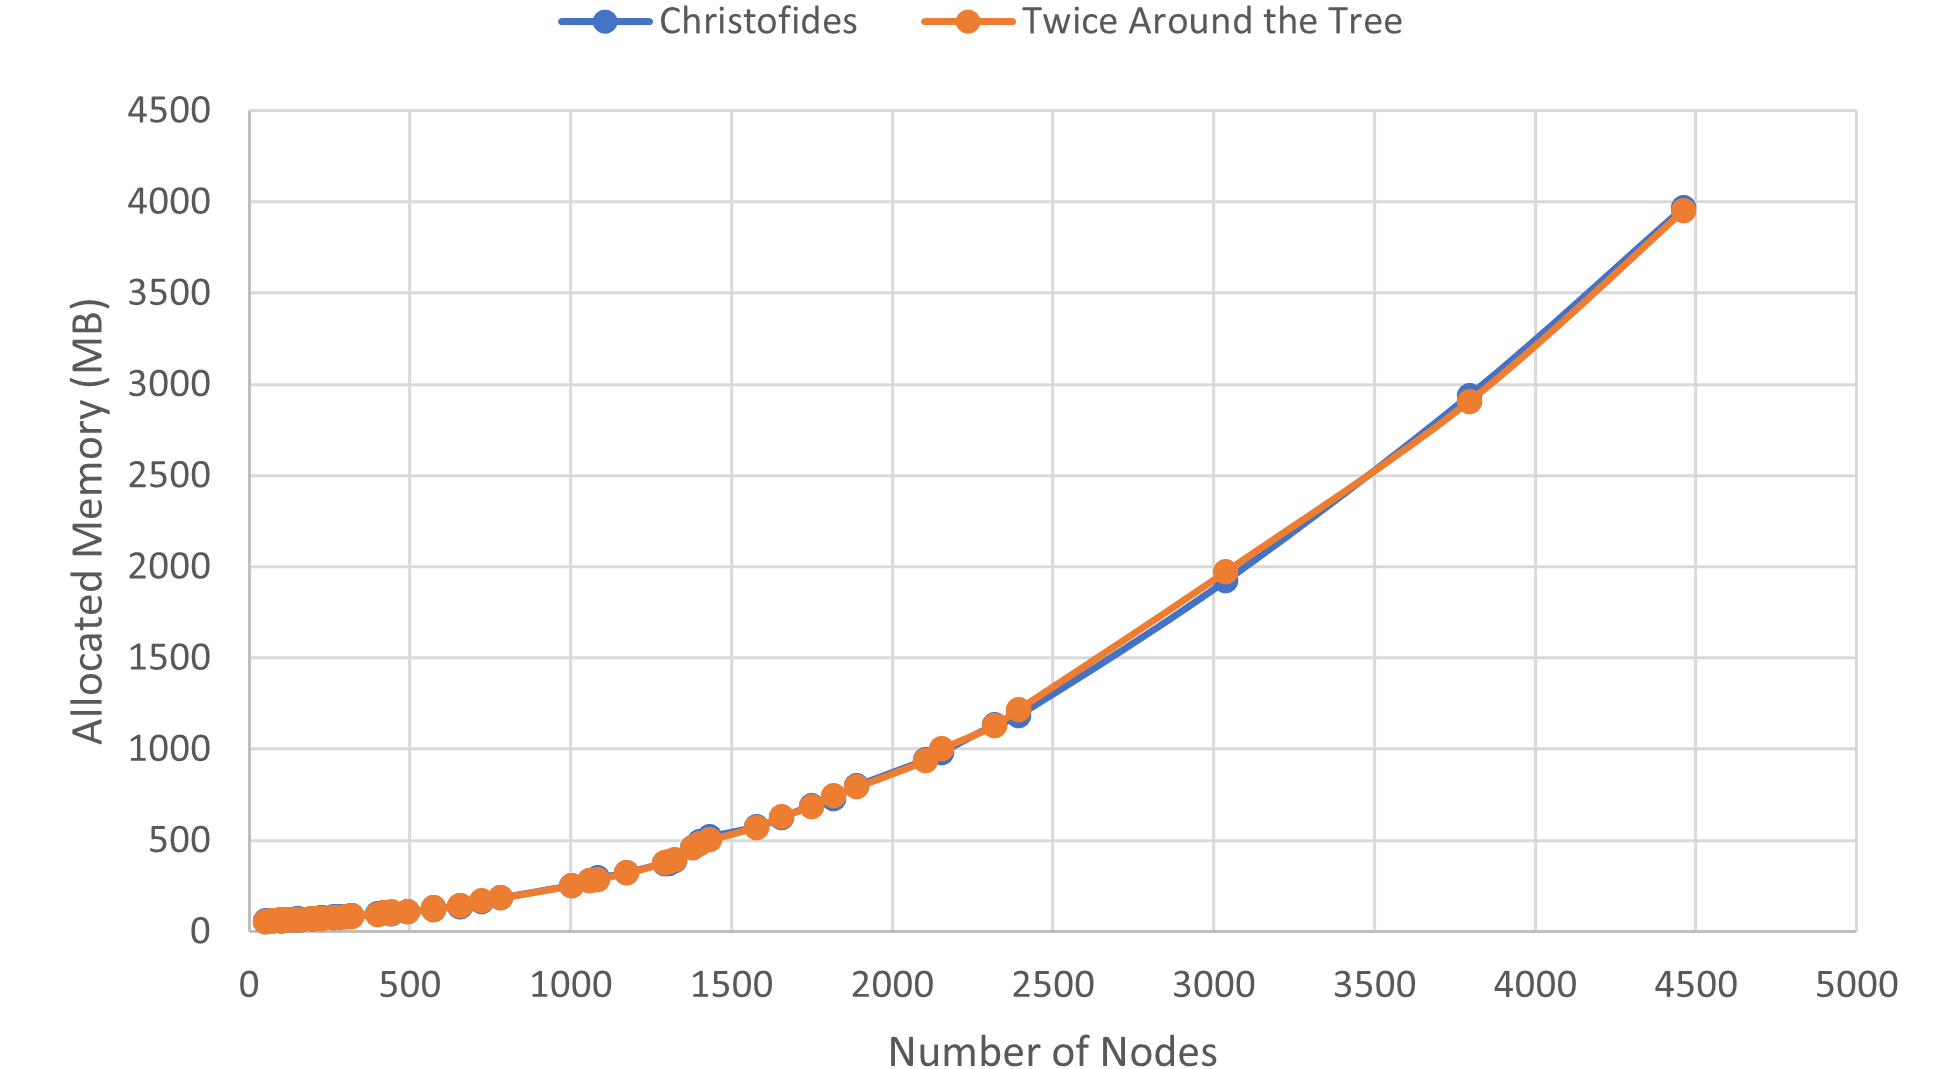 Christofides Twice Around the Tree
4500
4000
3500
3000
2500
2000
1500
1000
500
0
Allocated Memory (MB)
0 500 1000 1500 2000 2500 3000 3500 4000 4500 5000
Number of Nodes